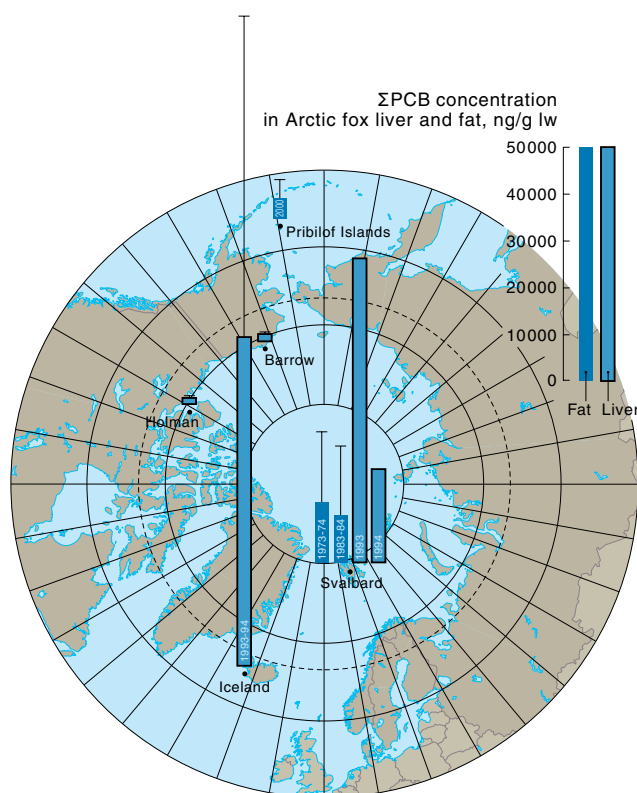 ΣPCB concentration
in Arctic fox liver and fat, ng/g lw
50000
40000
30000
20000
10000
0
Fat
Liver
2000
Pribilof Islands
Barrow
Holman
1973-74
1983-84
1993
1994
Svalbard
1993-94
Iceland